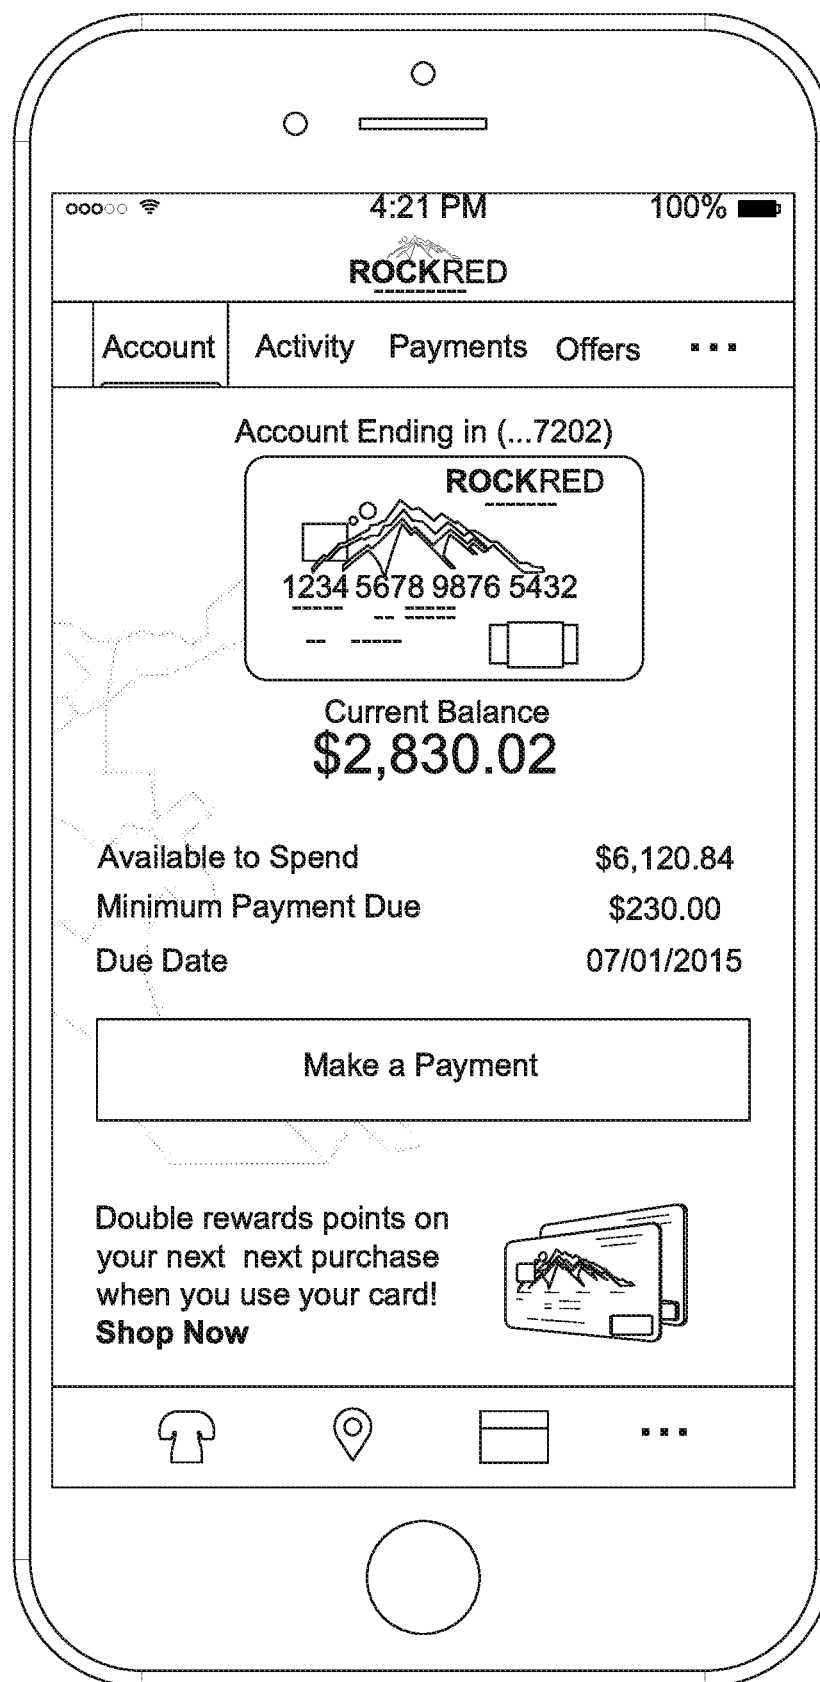 4:21 PM 100%
ROCKRED
Account Activity Payments Offers
Account Ending in (...7202)
ROCKRED
1234 5678 9876 5432
Current Balance
$2,830.02
Available to Spend $6,120.84
Minimum Payment Due $230.00
Due Date 07/01/2015
Make a Payment
Double rewards points on
your next next purchase
when you use your card!
Shop Now